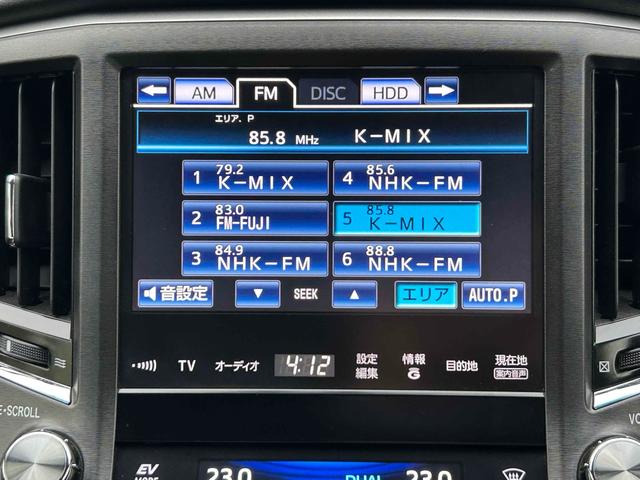 AM FM DISC HDD
エリア.P
85.8 MHz K-MIX
1 79.2 K-MIX 4 85.6 NHK-FM
2 83.0 FM-FUJI 5 85.8 K-MIX
3 84.9 NHK-FM 6 88.8 NHK-FM
音設定 SEEK エリア AUTO.P
TV オーディオ 4:12 設定 情報 目的地 現在地
編集 G 案内音声
E•SCROLL VO
EV 23.0 DUAL 23.0
MODE